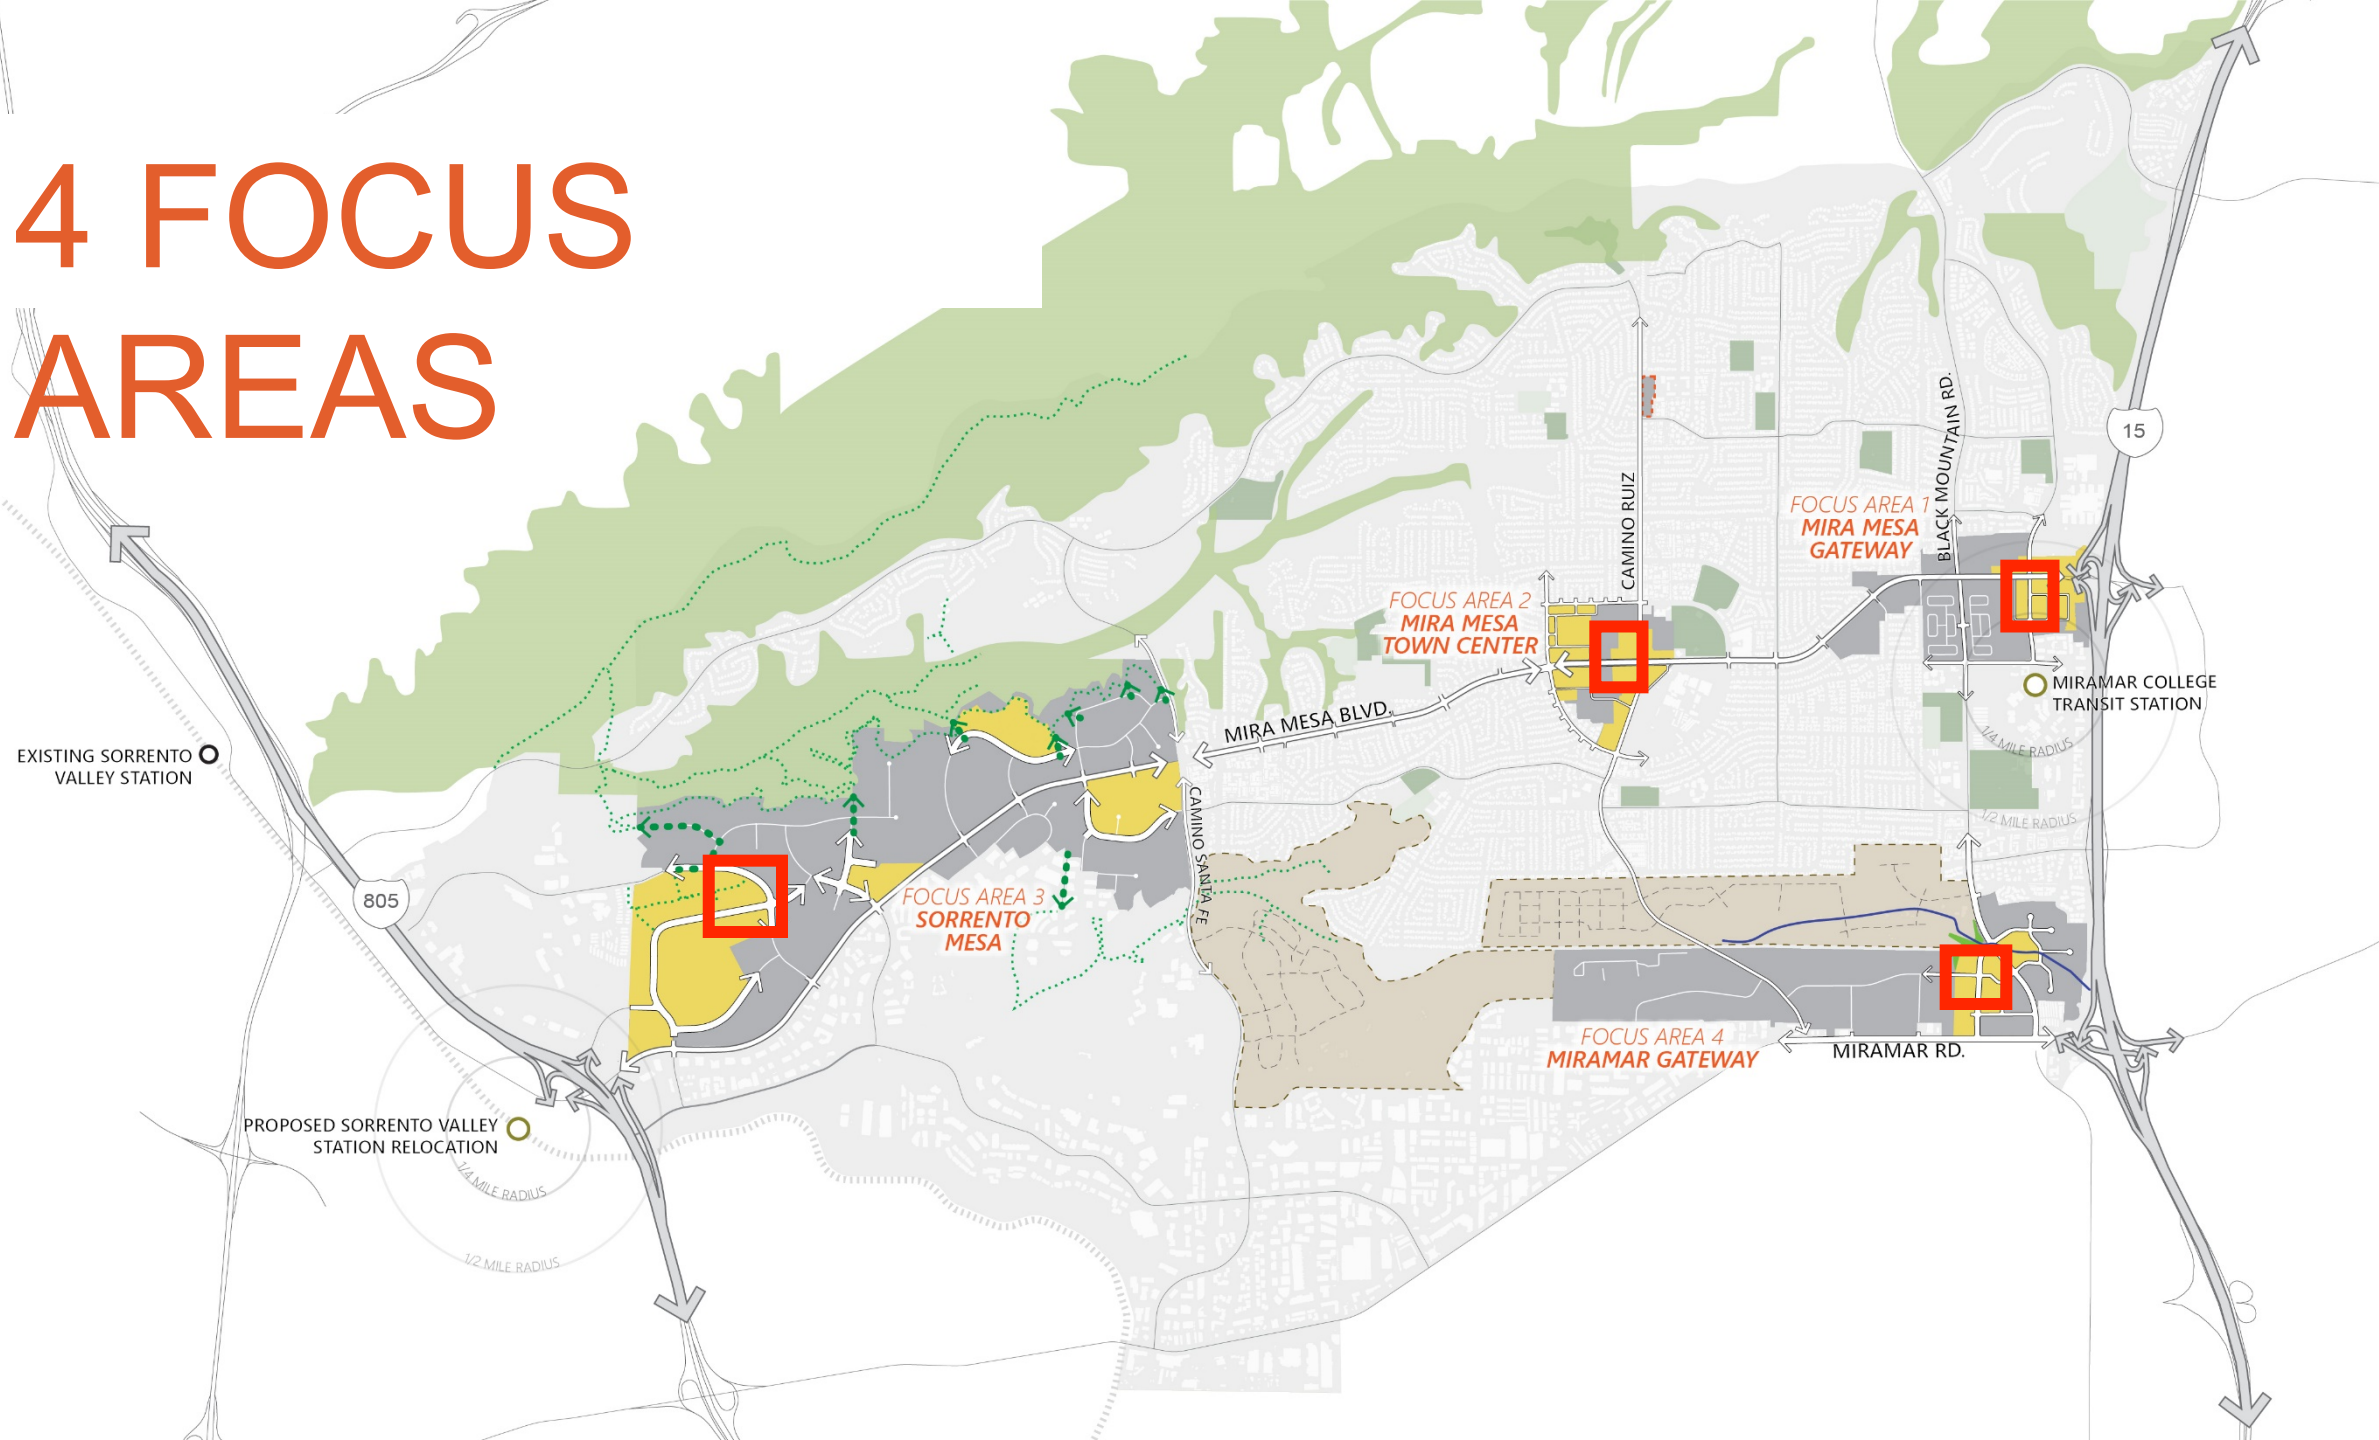 4 FOCUS
AREAS
15
BLACK MOUNTAIN RD.
CAMINO RUIZ
FOCUS AREA 1
MIRA MESA
GATEWAY
FOCUS AREA 2
MIRA MESA
TOWN CENTER
MIRAMAR COLLEGE
TRANSIT STATION
1/4 MILE RADIUS
1/2 MILE RADIUS
MIRA MESA BLVD.
EXISTING SORRENTO
VALLEY STATION
CAMINO SANTA FE
805
FOCUS AREA 3
SORRENTO
MESA
FOCUS AREA 4
MIRAMAR GATEWAY
MIRAMAR RD.
PROPOSED SORRENTO VALLEY
STATION RELOCATION
1/4 MILE RADIUS
1/2 MILE RADIUS